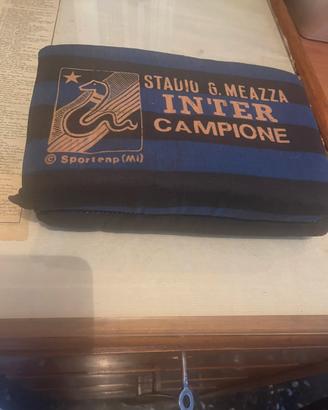 STADIO G. MEAZZA
INTER
CAMPIONE
© Sportcap (Mi)